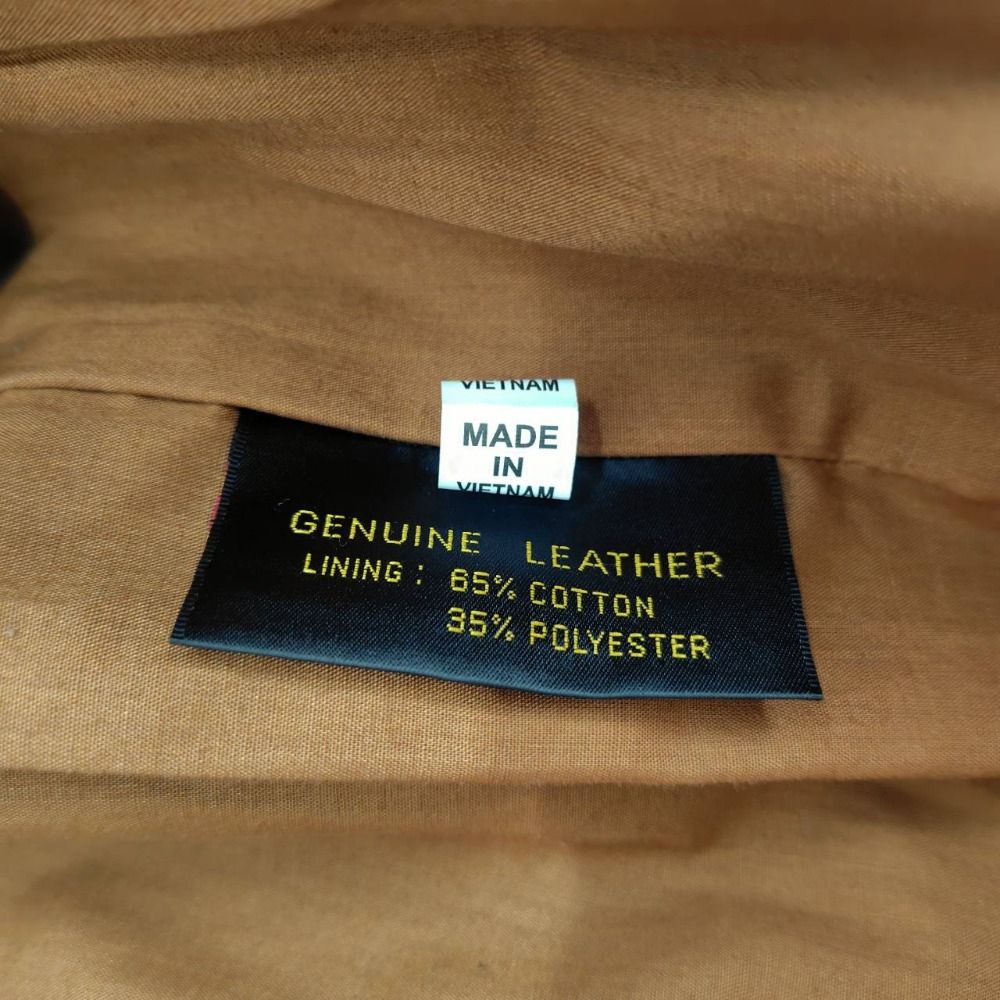 VIETNAM
MADE
IN
VIETNAM
GENUINE LEATHER
LINING : 65% COTTON
35% POLYESTER